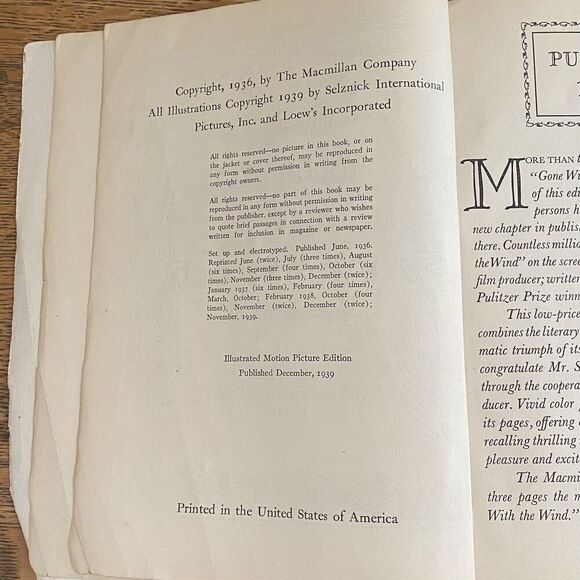 Copyright, 1936, by The Macmillan Company
All Illustrations Copyright 1939 by Selznick International
Pictures, Inc. and Loew's Incorporated
All rights reserved—no picture in this book, or on
the jacket or cover thereof, may be reproduced in
any form without permission in writing from the
copyright owners.
All rights reserved—no part of this book may be
reproduced in any form without permission in writing
from the publisher, except by a reviewer who wishes
to quote brief passages in connection with a review
written for inclusion in magazine or newspaper.
Set up and electrotyped. Published June, 1936.
Reprinted June (twice), July (three times), August
(six times), September (four times), October (six
times), November (three times), December (twice);
January 1937 (six times), February (four times),
March, October; February 1938, October (four
times), November (twice), December (twice);
November, 1939.
Illustrated Motion Picture Edition
Published December, 1939
Printed in the United States of America
PU
MORE THAN
"Gone Wi
of this edi
persons h
new chapter in publis
there. Countless millio
the Wind" on the scree
film producer; written
Pulitzer Prize winn
This low-price
combines the literary
matic triumph of its
congratulate Mr. S
through the coopera
ducer. Vivid color
its pages, offering
recalling thrilling
pleasure and excit
The Macmi
three pages the m
With the Wind."